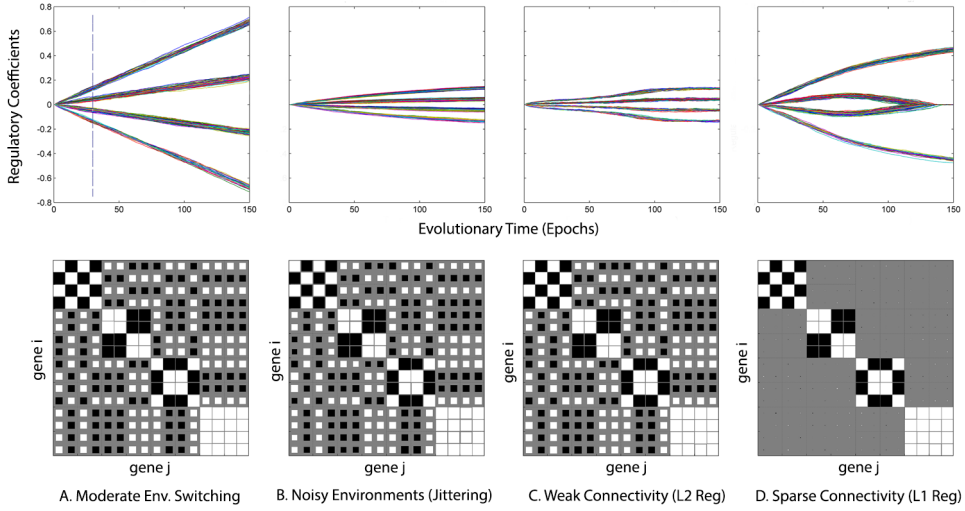 Regulatory Coefficients
0.8
0.6
0.4
0.2
0
-0.2
-0.4
-0.6
-0.8
0 50 100 150
0 50 100 150
0 50 100 150
0 50 100 150
Evolutionary Time (Epochs)
gene i
gene i
gene i
gene i
gene j
gene j
gene j
gene j
A. Moderate Env. Switching
B. Noisy Environments (Jittering)
C. Weak Connectivity (L2 Reg)
D. Sparse Connectivity (L1 Reg)